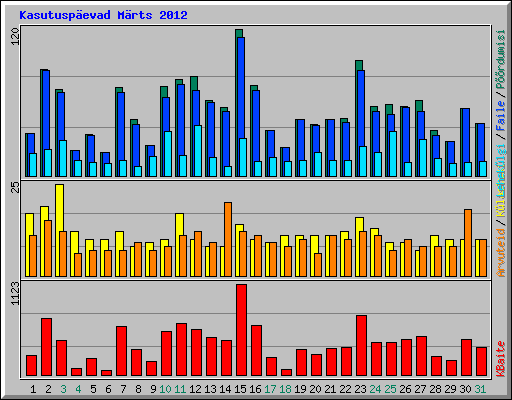 Kasutuspäevad Märts 2012
120
25
1123
Arvuteid / Külastusi / Lehekülgi / Faile / Pöördumisi
KBaite
1 2 3 4 5 6 7 8 9 10 11 12 13 14 15 16 17 18 19 20 21 22 23 24 25 26 27 28 29 30 31